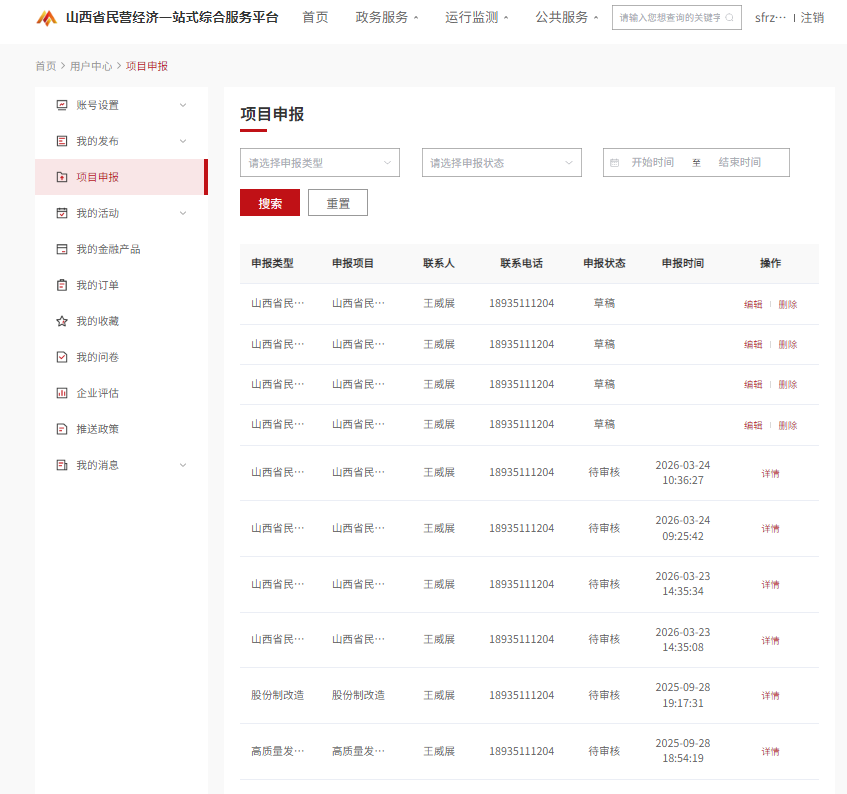 山西省民营经济一站式综合服务平台 首页 政务服务 运行监测 公共服务 请输入您想查询的关键字 sfrz··· 注销
首页 > 用户中心 > 项目申报
账号设置
我的发布
项目申报
我的活动
我的金融产品
我的订单
我的收藏
我的问卷
企业评估
推送政策
我的消息
项目申报
请选择申报类型 请选择申报状态 开始时间 至 结束时间
搜索 重置
申报类型 申报项目 联系人 联系电话 申报状态 申报时间 操作
山西省民··· 山西省民··· 王威展 18935111204 草稿 编辑 删除
山西省民··· 山西省民··· 王威展 18935111204 草稿 编辑 删除
山西省民··· 山西省民··· 王威展 18935111204 草稿 编辑 删除
山西省民··· 山西省民··· 王威展 18935111204 草稿 编辑 删除
山西省民··· 山西省民··· 王威展 18935111204 待审核 2026-03-24 10:36:27 详情
山西省民··· 山西省民··· 王威展 18935111204 待审核 2026-03-24 09:25:42 详情
山西省民··· 山西省民··· 王威展 18935111204 待审核 2026-03-23 14:35:34 详情
山西省民··· 山西省民··· 王威展 18935111204 待审核 2026-03-23 14:35:08 详情
股份制改造 股份制改造 王威展 18935111204 待审核 2025-09-28 19:17:31 详情
高质量发··· 高质量发··· 王威展 18935111204 待审核 2025-09-28 18:54:19 详情